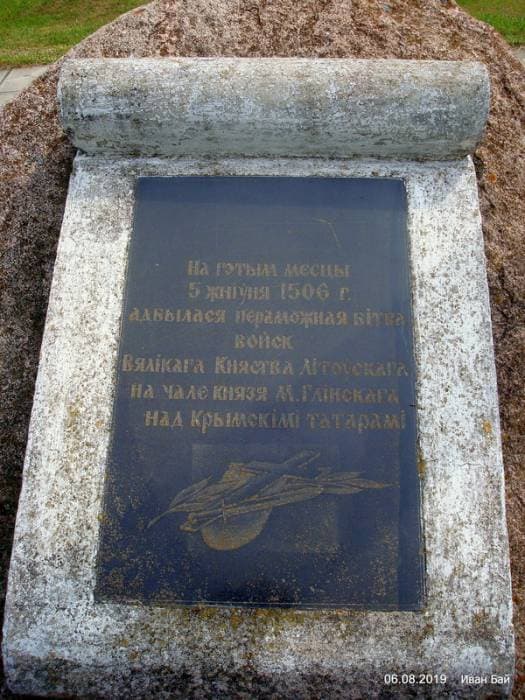 На гэтым месцы
5 жніўня 1506 г.
адбылася пераможная бітва
войск
Вялікага Княства Літоўскага
на чале князя М. Глінскага
над Крымскімі татарамі
06.08.2019 Иван Бай